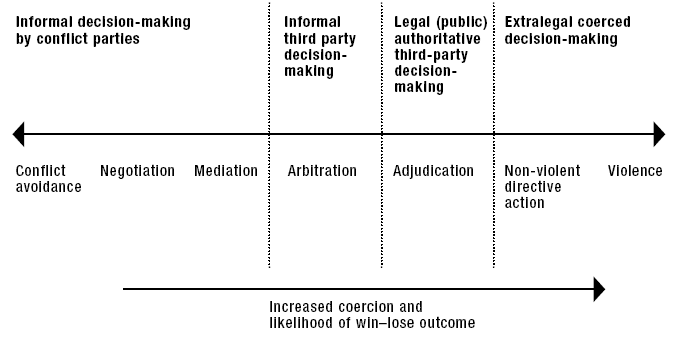 Informal decision-making
by conflict parties
Informal
third party
decision-
making
Legal (public)
authoritative
third-party
decision-
making
Extralegal coerced
decision-making
Conflict
avoidance
Negotiation
Mediation
Arbitration
Adjudication
Non-violent
directive
action
Violence
Increased coercion and
likelihood of win–lose outcome